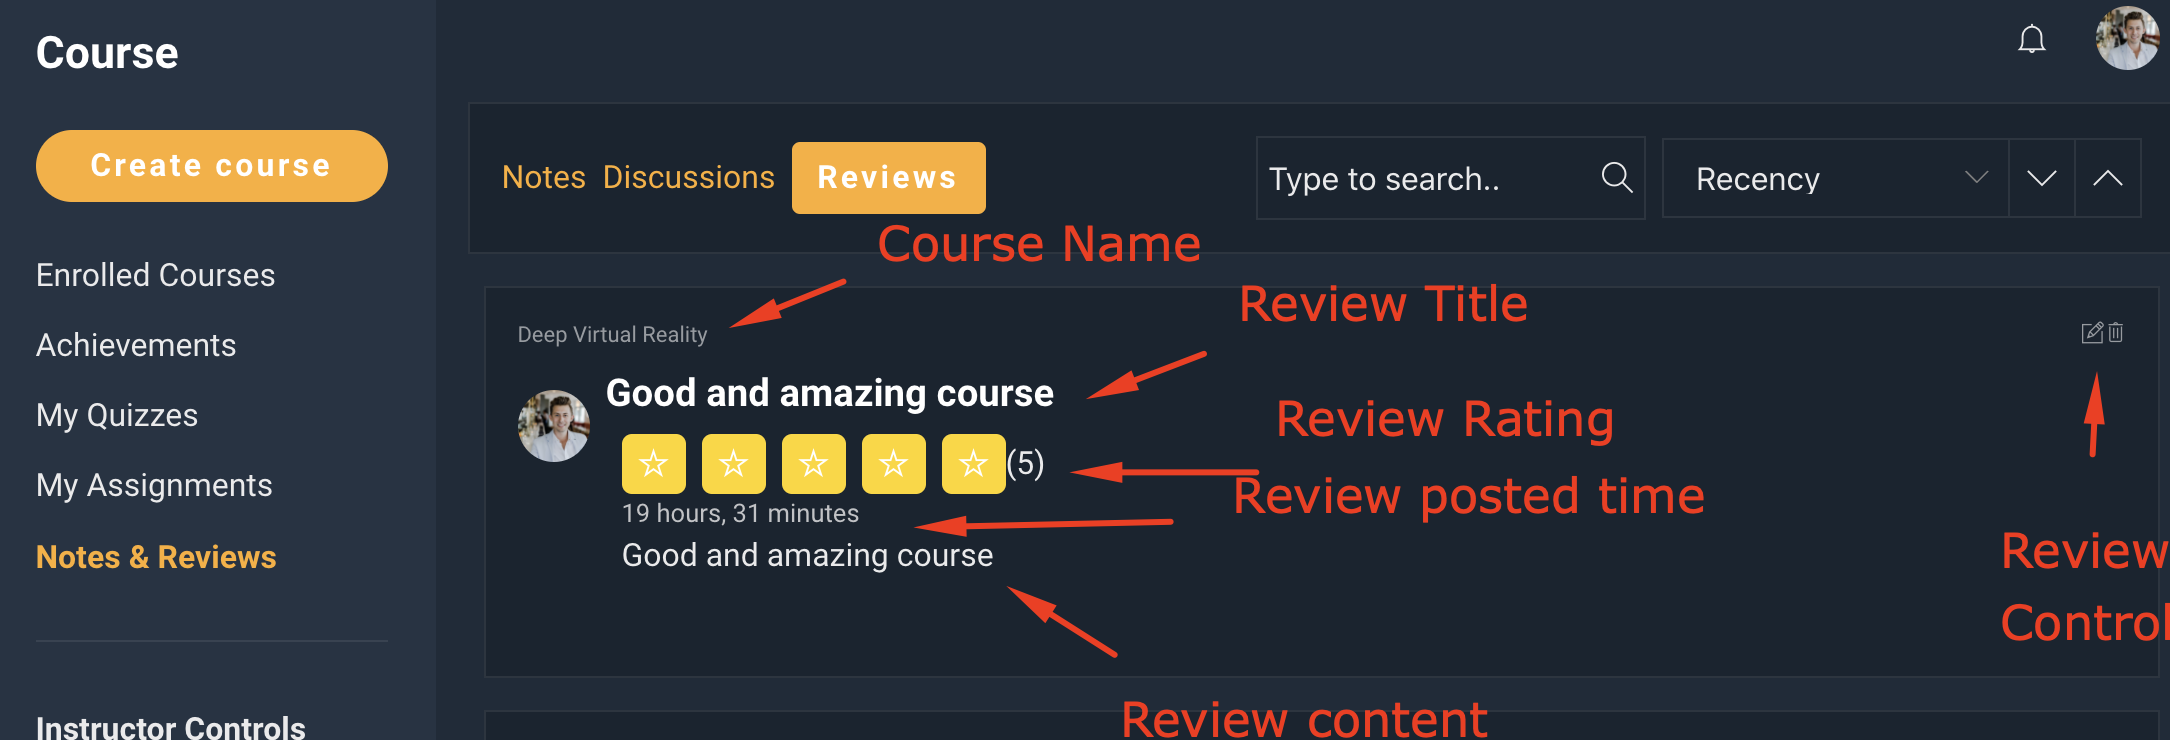 Course
Create course
Enrolled Courses
Achievements
My Quizzes
My Assignments
Notes & Reviews
Instructor Controls
Notes Discussions Reviews
Type to search..
Recency
Course Name
Review Title
Deep Virtual Reality
Good and amazing course
Review Rating
(5)
Review posted time
19 hours, 31 minutes
Good and amazing course
Review
Control
Review content